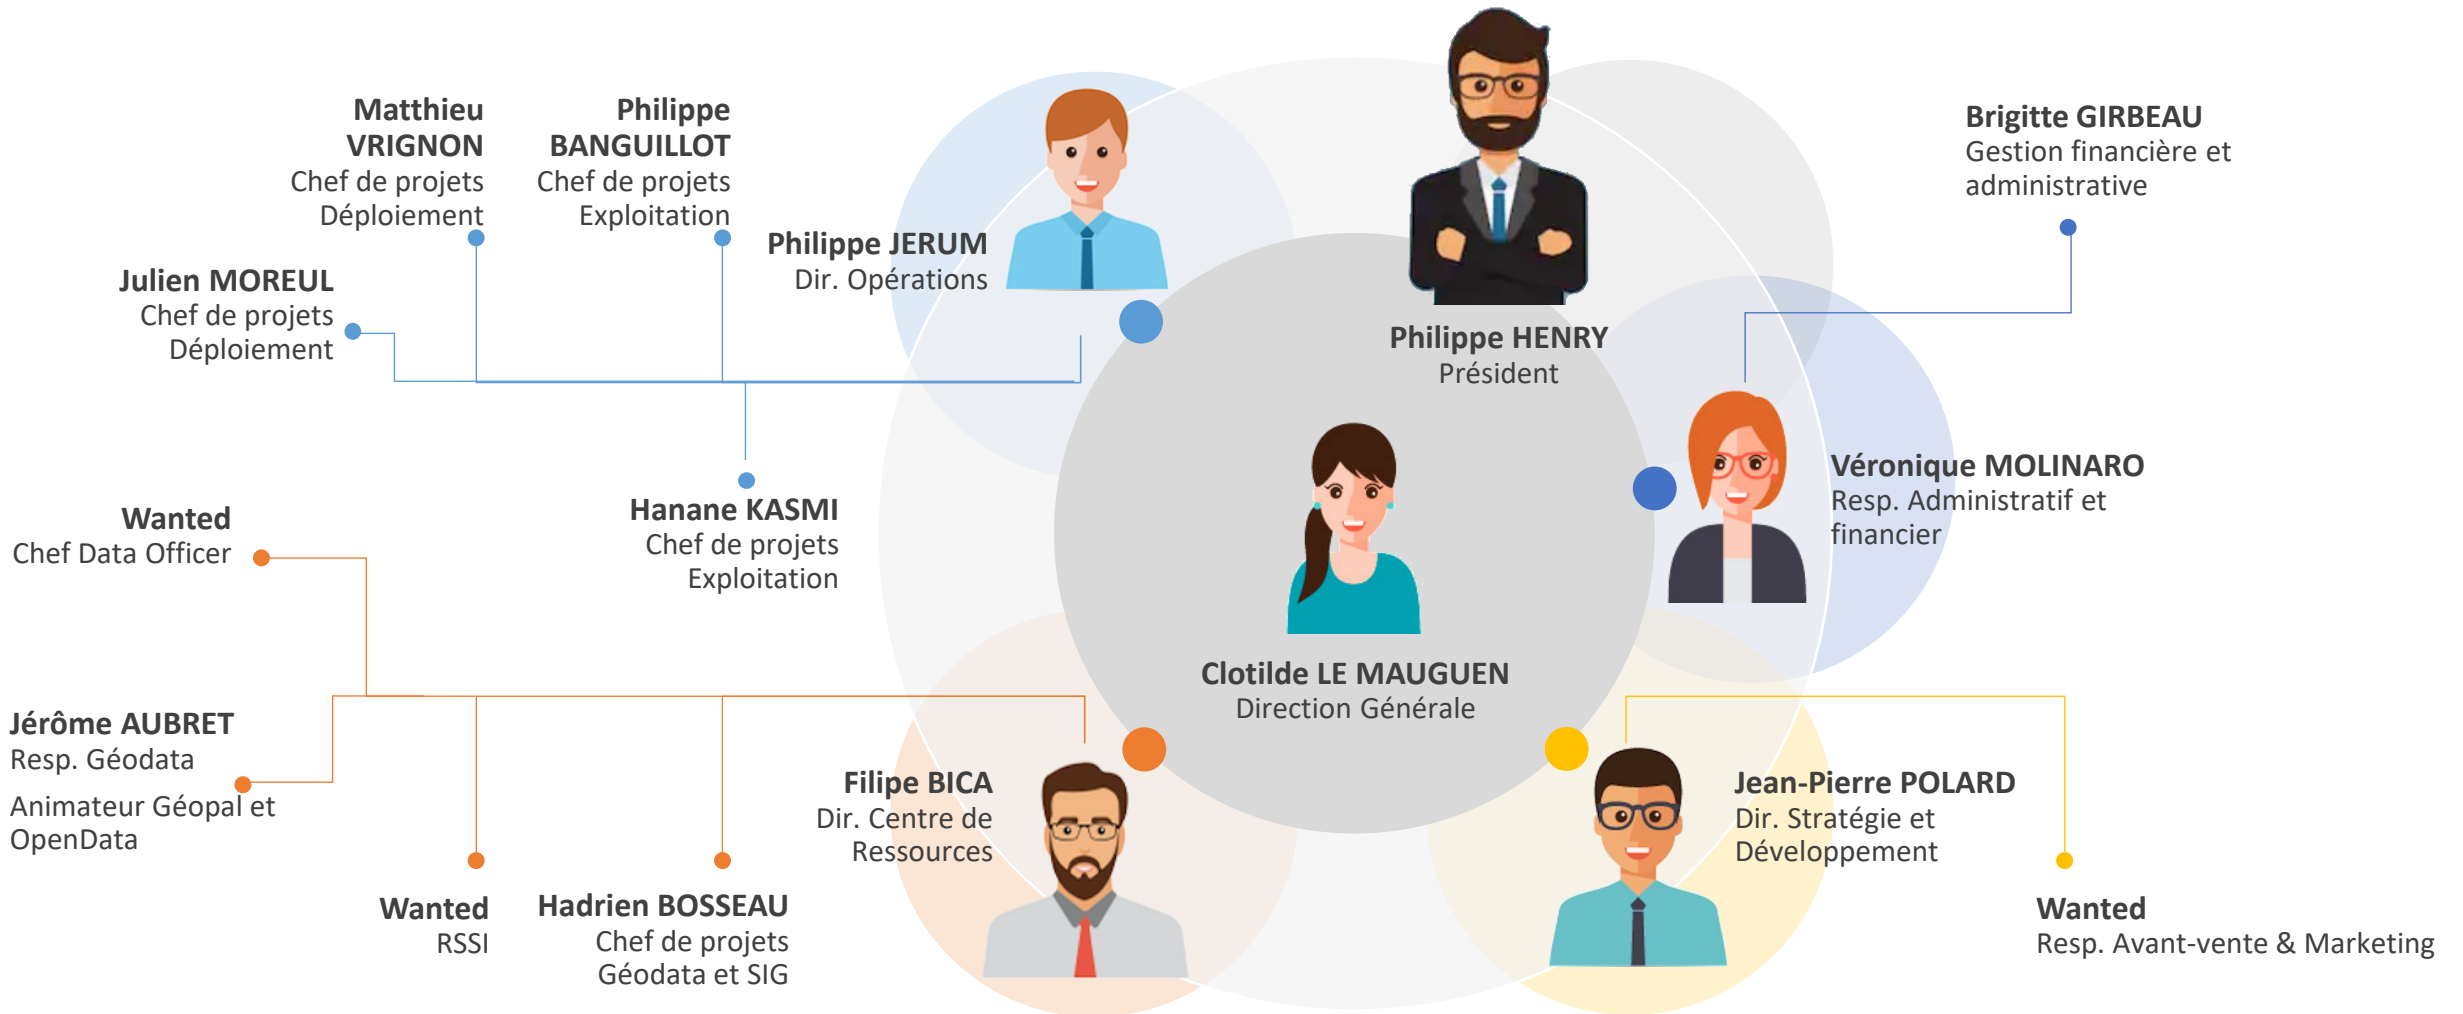 Matthieu
VRIGNON
Chef de projets
Déploiement
Philippe
BANGUILLOT
Chef de projets
Exploitation
Julien MOREUL
Chef de projets
Déploiement
Philippe JERUM
Dir. Opérations
Hanane KASMI
Chef de projets
Exploitation
Philippe HENRY
Président
Brigitte GIRBEAU
Gestion financière et
administrative
Véronique MOLINARO
Resp. Administratif et
financier
Clotilde LE MAUGUEN
Direction Générale
Wanted
Chef Data Officer
Jérôme AUBRET
Resp. Géodata
Animateur Géopal et
OpenData
Wanted
RSSI
Hadrien BOSSEAU
Chef de projets
Géodata et SIG
Filipe BICA
Dir. Centre de
Ressources
Jean-Pierre POLARD
Dir. Stratégie et
Développement
Wanted
Resp. Avant-vente & Marketing